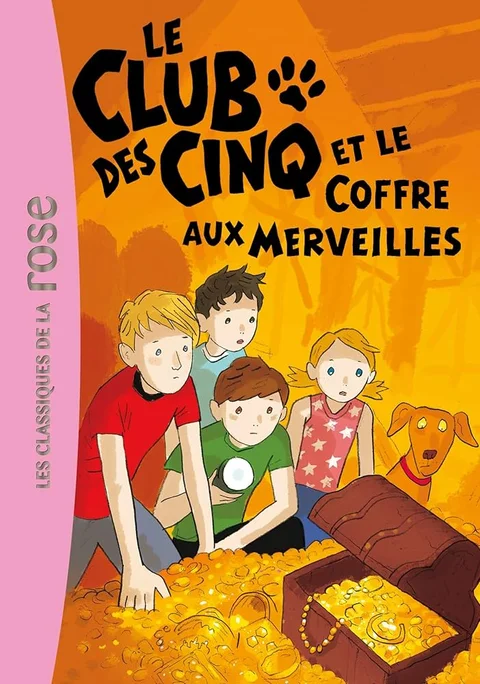 LE
CLUB
DES CINQ ET LE
COFFRE
AUX MERVEILLES
LES CLASSIQUES DE LA rose